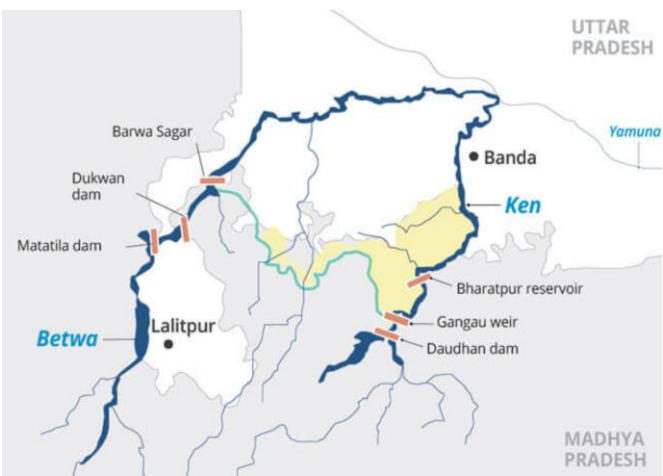 UTTAR
PRADESH
Yamuna
Barwa Sagar
Banda
Dukwan
dam
Ken
Matatila dam
Bharatpur reservoir
Gangau weir
Lalitpur
Betwa
Daudhan dam
MADHYA
PRADESH